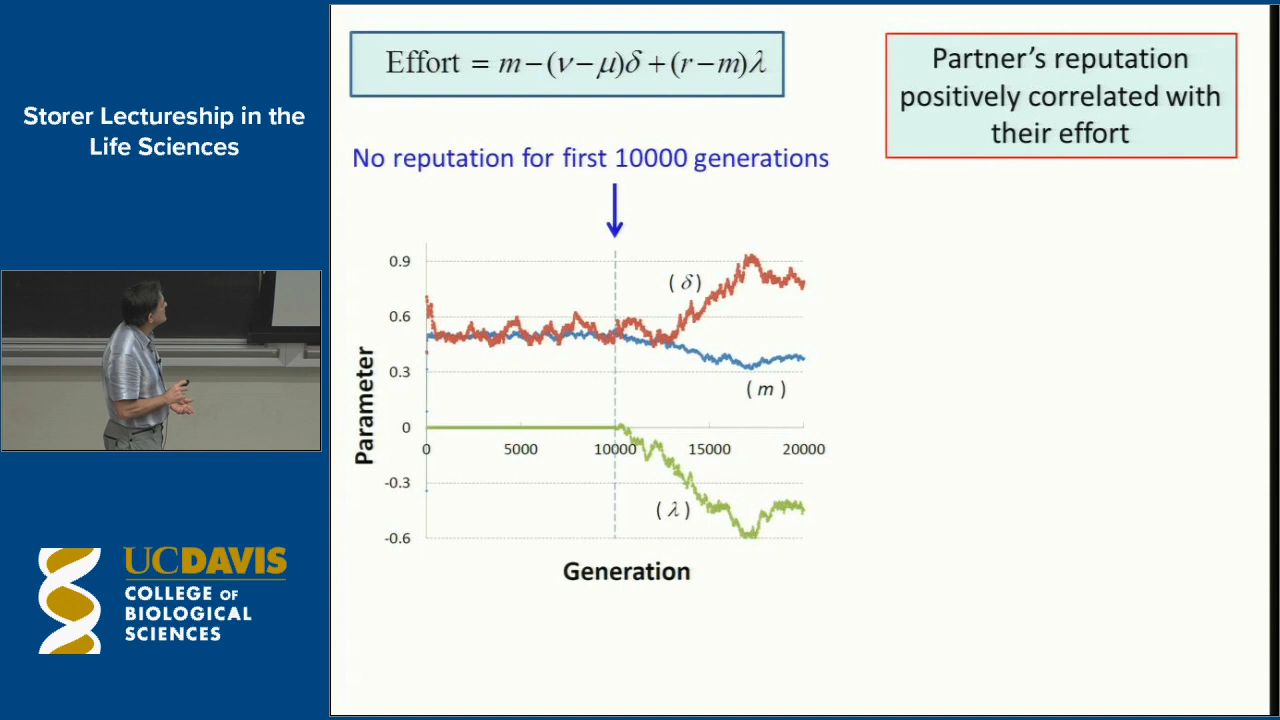 Storer Lectureship in the
Life Sciences
UCDAVIS
COLLEGE OF
BIOLOGICAL
SCIENCES
Effort = m − (ν − μ)δ + (r − m)λ
Partner’s reputation
positively correlated with
their effort
No reputation for first 10000 generations
Parameter
0.9
0.6
0.3
0
-0.3
-0.6
( δ )
( m )
( λ )
0 5000 10000 15000 20000
Generation